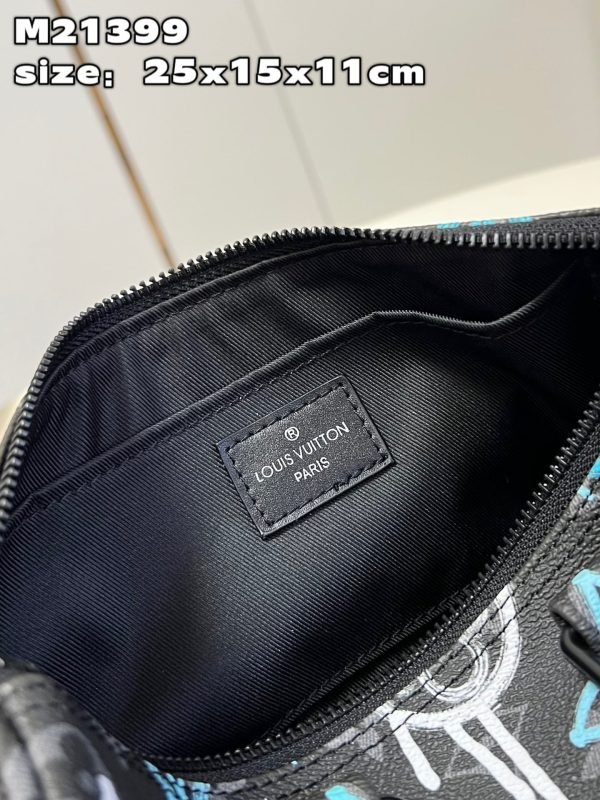 M21399
size：25x15x11cm
®
LOUIS VUITTON
PARIS